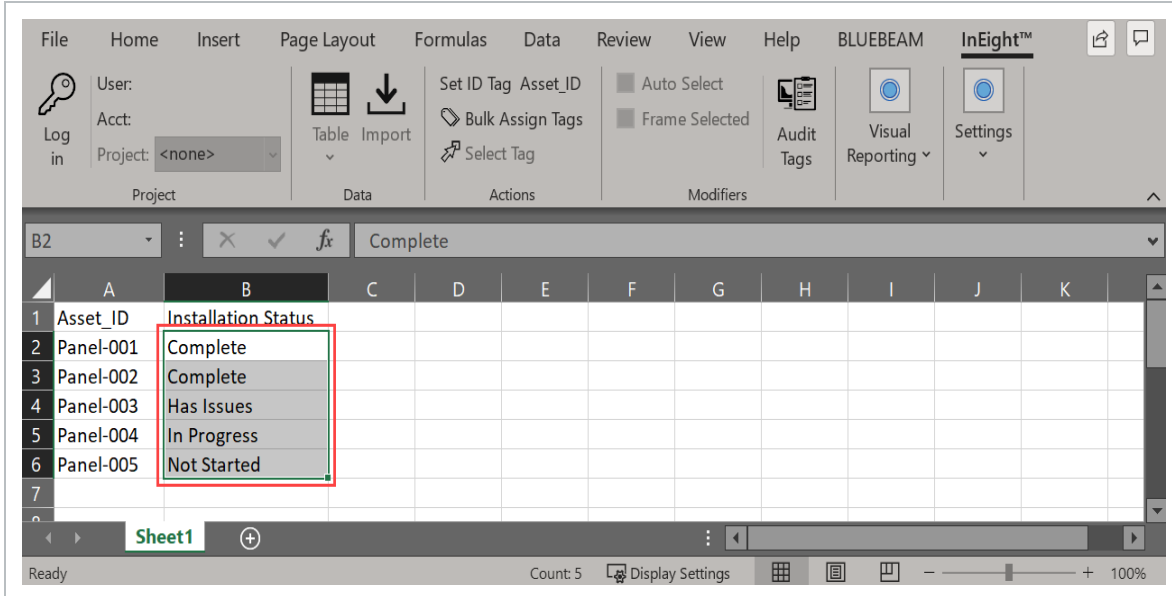 File Home Insert Page Layout Formulas Data Review View Help BLUEBEAM InEight™
User: Set ID Tag Asset_ID Auto Select
Acct: Bulk Assign Tags Frame Selected
Log in Table Import Audit Tags Visual Reporting Settings
Project: <none> Select Tag
Project Data Actions Modifiers
B2 fx Complete
A B C D E F G H I J K
1 Asset_ID Installation Status
2 Panel-001 Complete
3 Panel-002 Complete
4 Panel-003 Has Issues
5 Panel-004 In Progress
6 Panel-005 Not Started
7
Sheet1
Ready Count: 5 Display Settings 100%